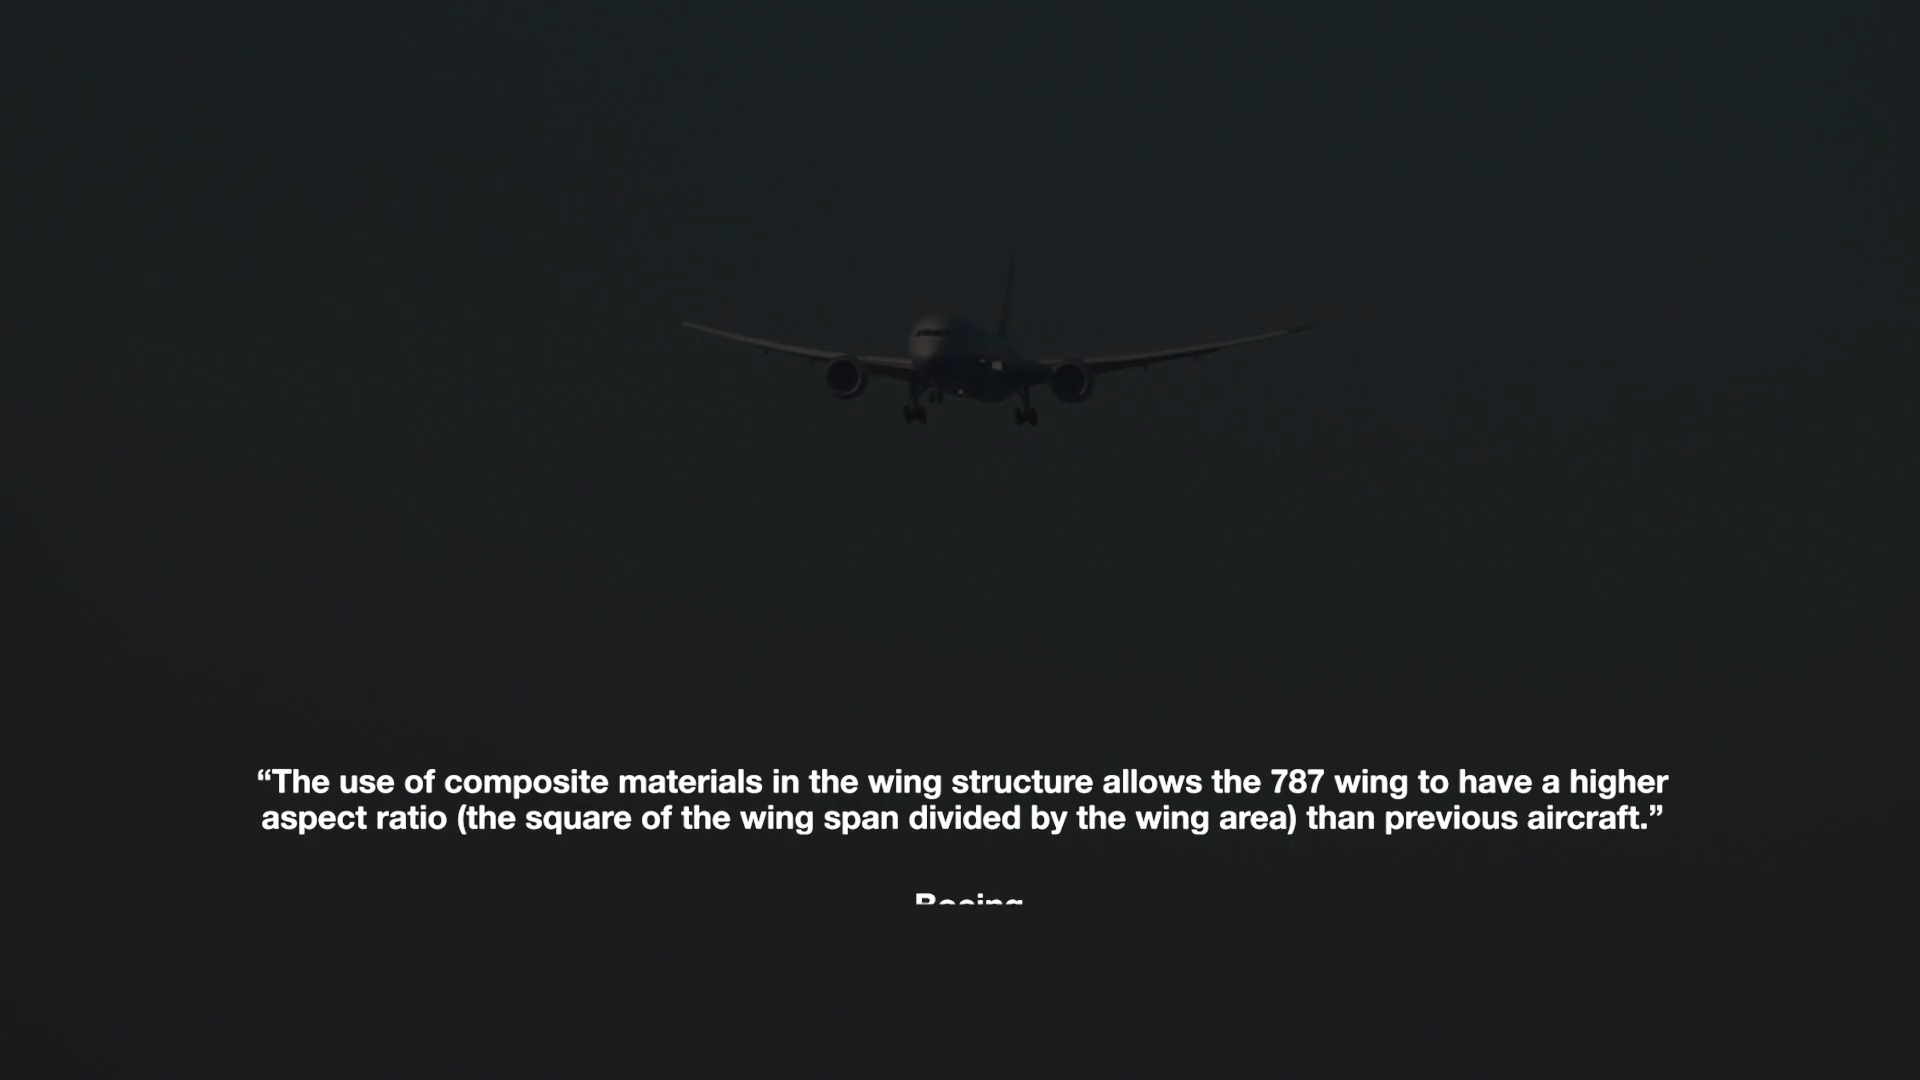 “The use of composite materials in the wing structure allows the 787 wing to have a higher
aspect ratio (the square of the wing span divided by the wing area) than previous aircraft.”
Boeing